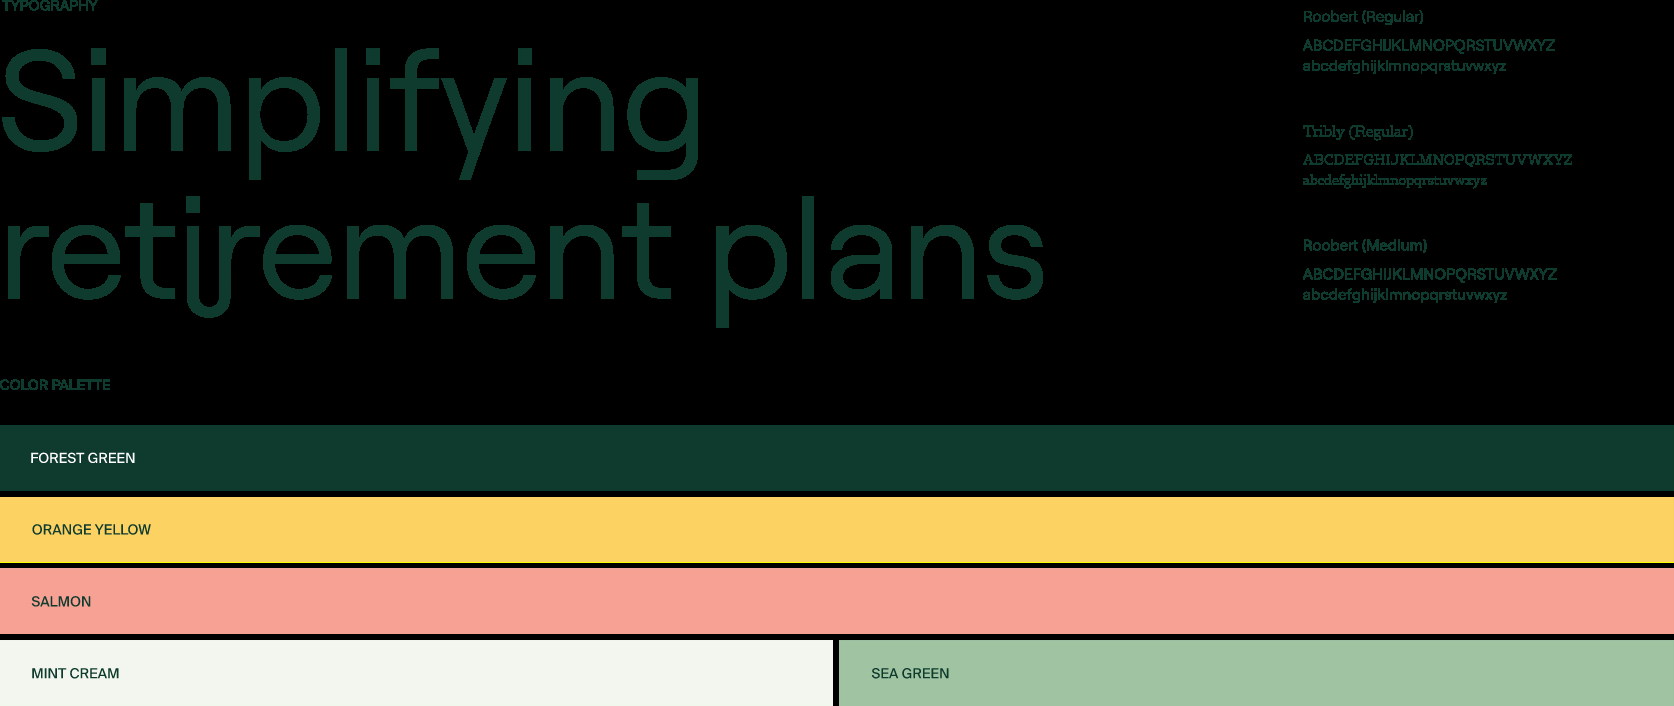 TYPOGRAPHY
Simplifying
retirement plans
Roobert (Regular)
ABCDEFGHIJKLMNOPQRSTUVWXYZ
abcdefghijklmnopqrstuvwxyz
Tribly (Regular)
ABCDEFGHIJKLMNOPQRSTUVWXYZ
abcdefghijklmnopqrstuvwxyz
Roobert (Medium)
ABCDEFGHIJKLMNOPQRSTUVWXYZ
abcdefghijklmnopqrstuvwxyz
COLOR PALETTE
FOREST GREEN
ORANGE YELLOW
SALMON
MINT CREAM
SEA GREEN